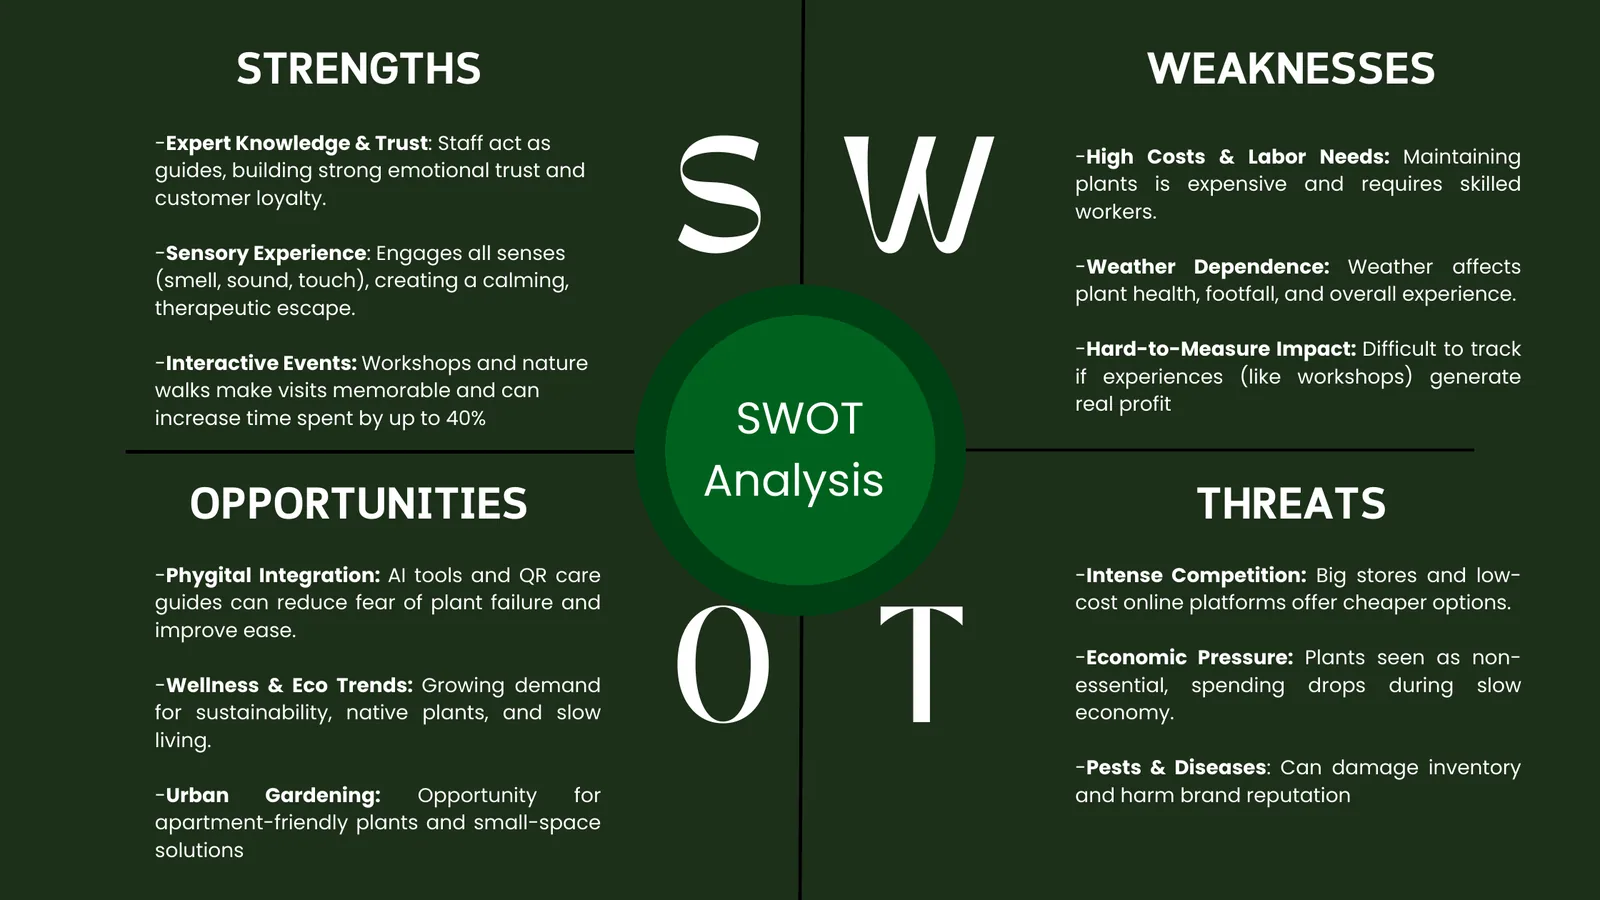 STRENGTHS
-Expert Knowledge & Trust: Staff act as
guides, building strong emotional trust and
customer loyalty.
-Sensory Experience: Engages all senses
(smell, sound, touch), creating a calming,
therapeutic escape.
-Interactive Events: Workshops and nature
walks make visits memorable and can
increase time spent by up to 40%
S
W
WEAKNESSES
-High Costs & Labor Needs: Maintaining
plants is expensive and requires skilled
workers.
-Weather Dependence: Weather affects
plant health, footfall, and overall experience.
-Hard-to-Measure Impact: Difficult to track
if experiences (like workshops) generate
real profit
SWOT
Analysis
OPPORTUNITIES
-Phygital Integration: AI tools and QR care
guides can reduce fear of plant failure and
improve ease.
-Wellness & Eco Trends: Growing demand
for sustainability, native plants, and slow
living.
-Urban Gardening: Opportunity for
apartment-friendly plants and small-space
solutions
O
T
THREATS
-Intense Competition: Big stores and low-
cost online platforms offer cheaper options.
-Economic Pressure: Plants seen as non-
essential, spending drops during slow
economy.
-Pests & Diseases: Can damage inventory
and harm brand reputation